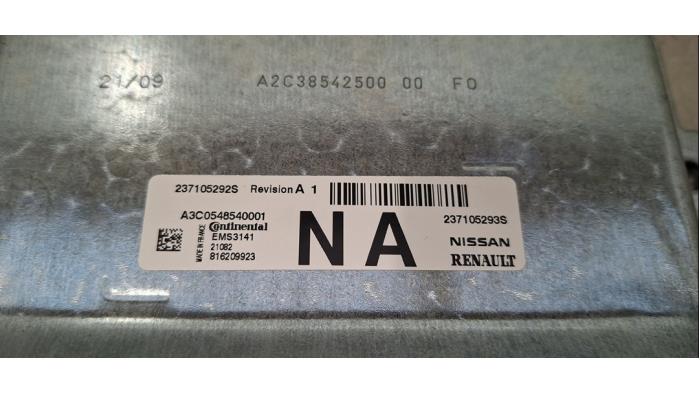 21/09 A2C38542500 00 F0
237105292S Revision A 1
A3C0548540001 NA 237105293S
MADE IN FRANCE Continental NISSAN
EMS3141 RENAULT
21082
816209923